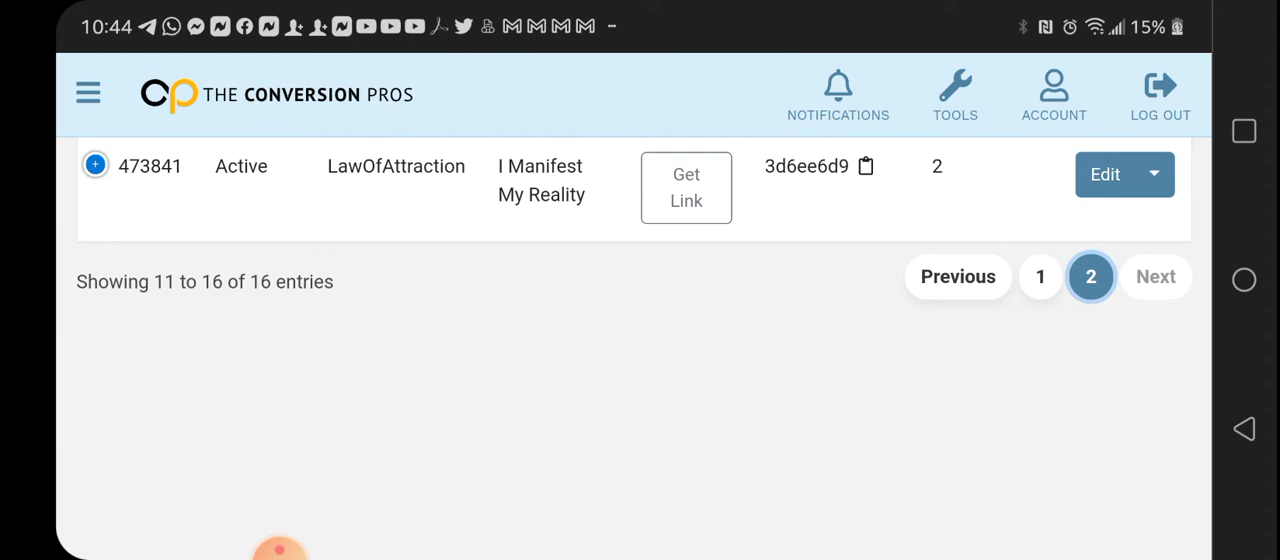 10:44 15%
THE CONVERSION PROS
NOTIFICATIONS TOOLS ACCOUNT LOG OUT
473841 Active LawOfAttraction I Manifest My Reality Get Link 3d6ee6d9 2 Edit
Showing 11 to 16 of 16 entries Previous 1 2 Next